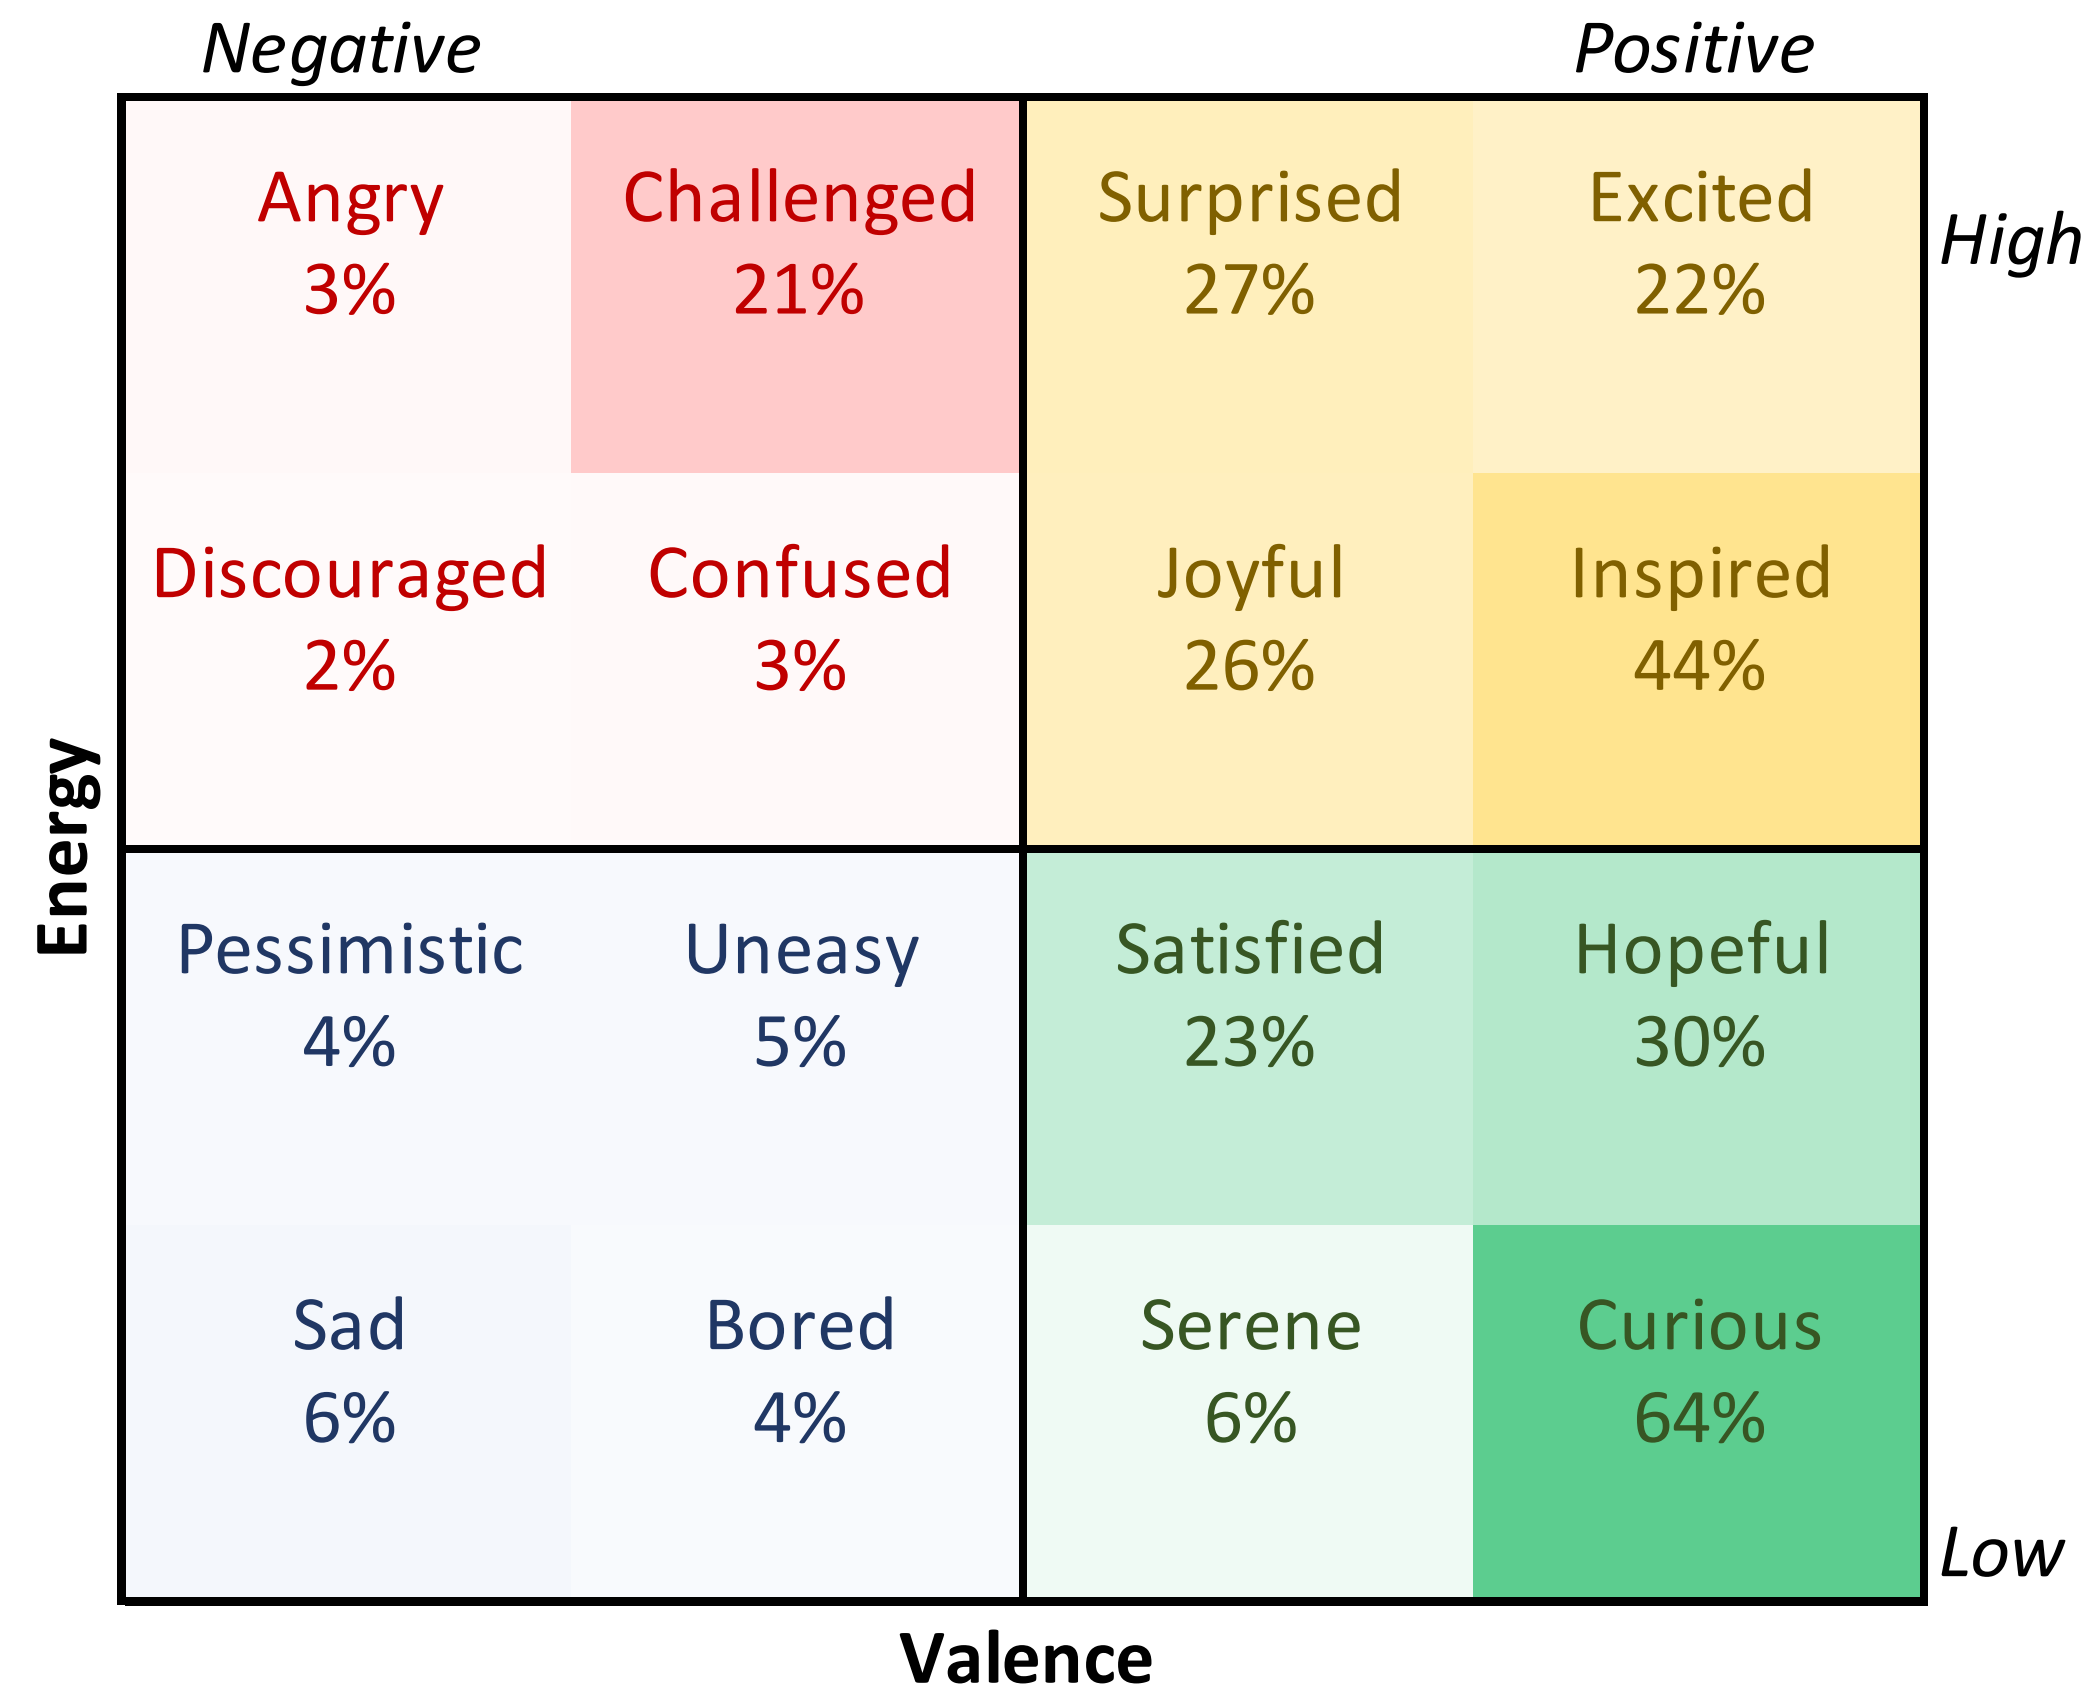 Negative Positive
Angry Challenged Surprised Excited
3% 21% 27% 22%
High
Discouraged Confused Joyful Inspired
2% 3% 26% 44%
Energy
Pessimistic Uneasy Satisfied Hopeful
4% 5% 23% 30%
Sad Bored Serene Curious
6% 4% 6% 64%
Low
Valence